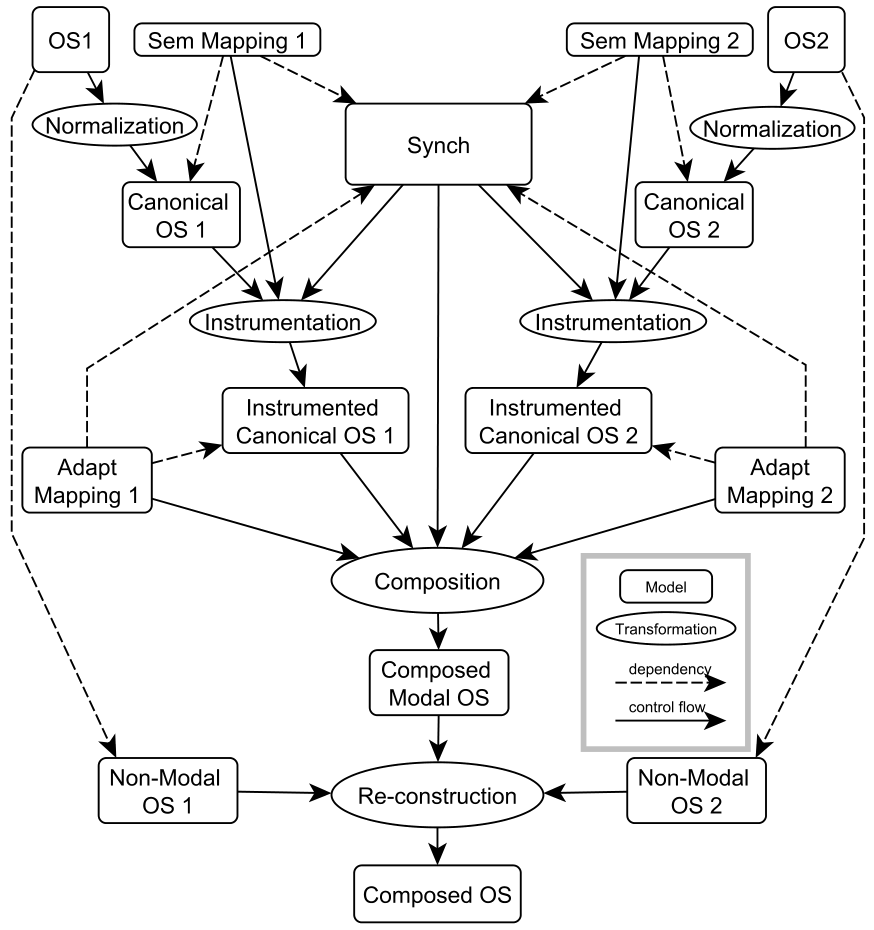 OS1
Sem Mapping 1
Sem Mapping 2
OS2
Normalization
Synch
Normalization
Canonical
OS 1
Canonical
OS 2
Instrumentation
Instrumentation
Instrumented
Canonical OS 1
Instrumented
Canonical OS 2
Adapt
Mapping 1
Adapt
Mapping 2
Composition
Model
Transformation
dependency
control flow
Composed
Modal OS
Non-Modal
OS 1
Re-construction
Non-Modal
OS 2
Composed OS